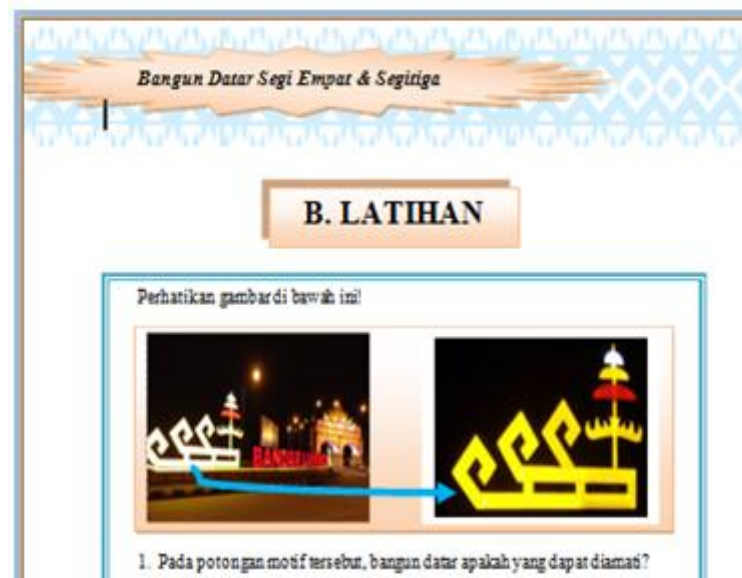 Bangun Datar Segi Empat & Segitiga
B. LATIHAN
Perhatikan gambar di bawah ini!
1. Pada potongan motif tersebut, bangun datar apakah yang dapat diamati?